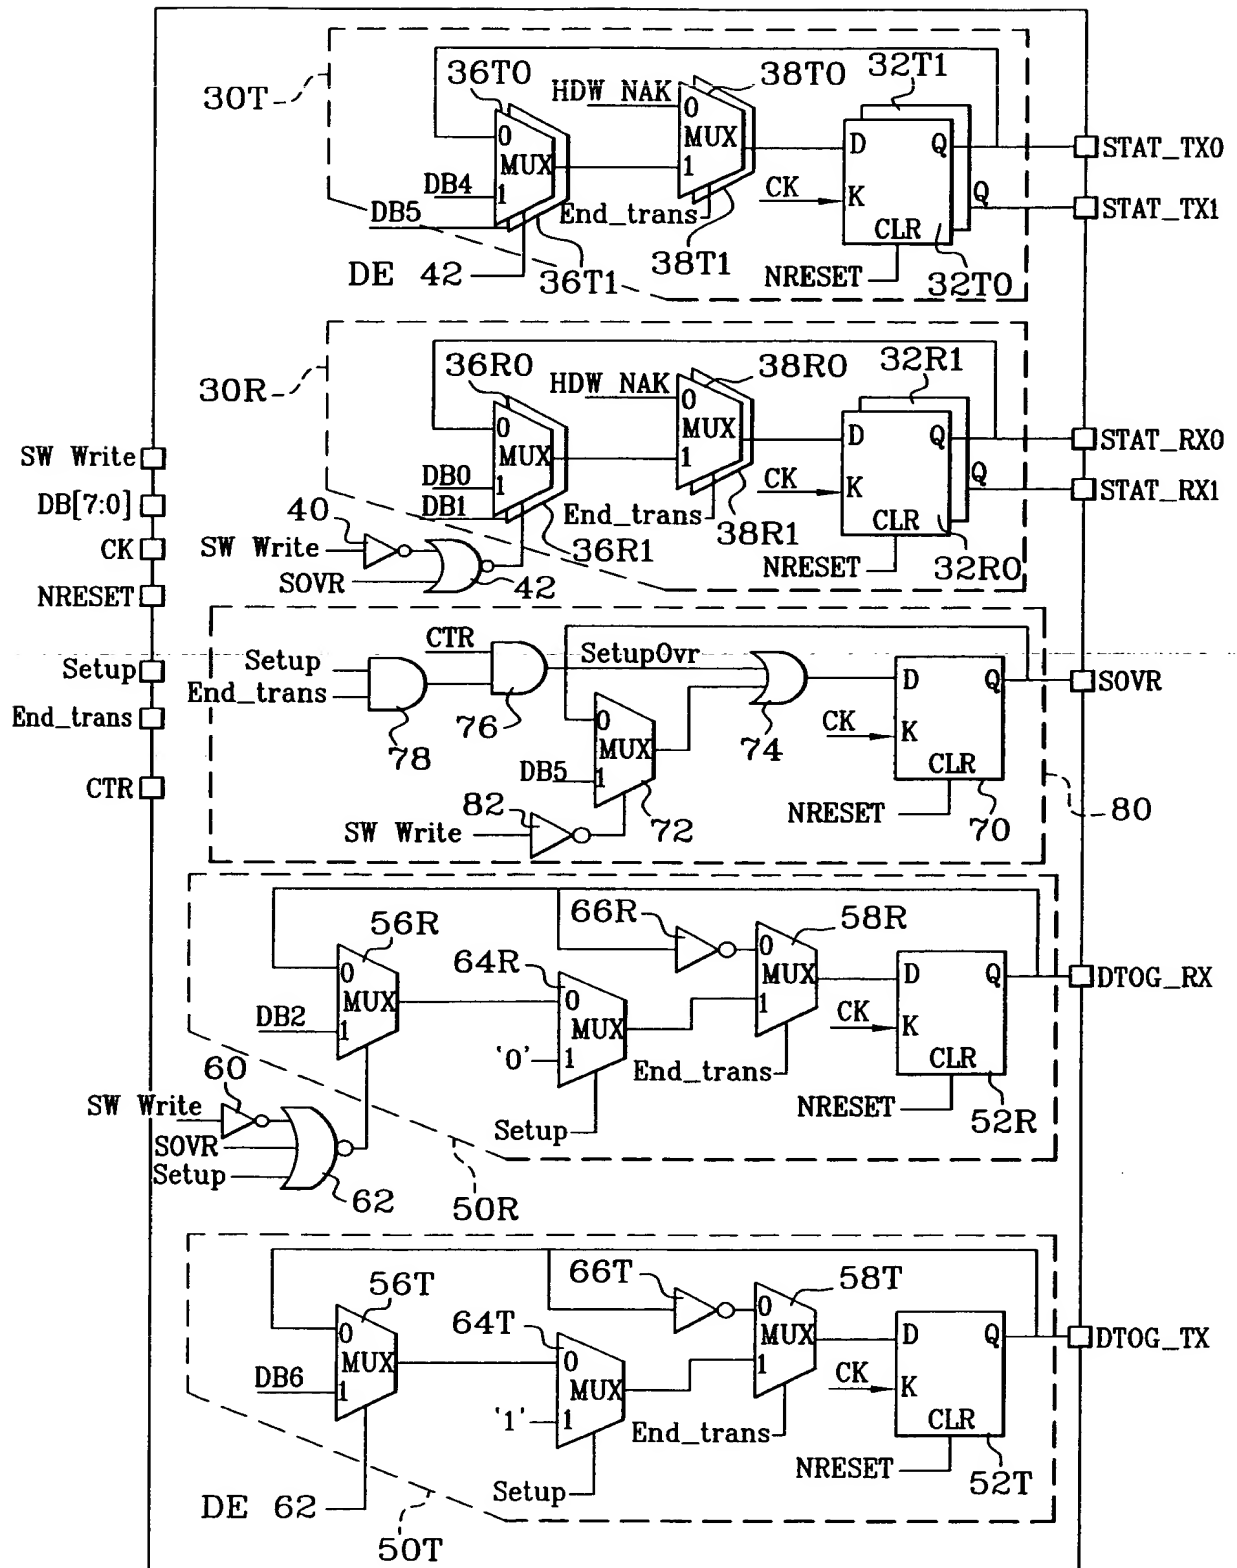 30T
36T0
HDW NAK
38T0
32T1
0
MUX
1
DB4
DB5
0
MUX
1
End_trans
CK
D
Q
K
CLR
Q
STAT_TX0
STAT_TX1
DE 42
36T1
38T1
NRESET
32T0
30R
36R0
HDW NAK
38R0
32R1
0
MUX
1
DB0
DB1
0
MUX
1
End_trans
CK
D
Q
K
CLR
Q
STAT_RX0
STAT_RX1
40
SW Write
SOVR
42
36R1
38R1
NRESET
32R0
SW Write
DB[7:0]
CK
NRESET
Setup
End_trans
CTR
CTR
Setup
End_trans
78
76
SetupOvr
74
0
MUX
1
DB5
72
82
SW Write
CK
D
Q
K
CLR
NRESET
70
80
SOVR
56R
0
MUX
1
DB2
64R
0
MUX
1
'0'
66R
58R
0
MUX
1
End_trans
Setup
CK
D
Q
K
CLR
NRESET
52R
DTOG_RX
60
SW Write
SOVR
Setup
62
50R
56T
0
MUX
1
DB6
64T
0
MUX
1
'1'
66T
58T
0
MUX
1
End_trans
Setup
CK
D
Q
K
CLR
NRESET
52T
DTOG_TX
DE 62
50T